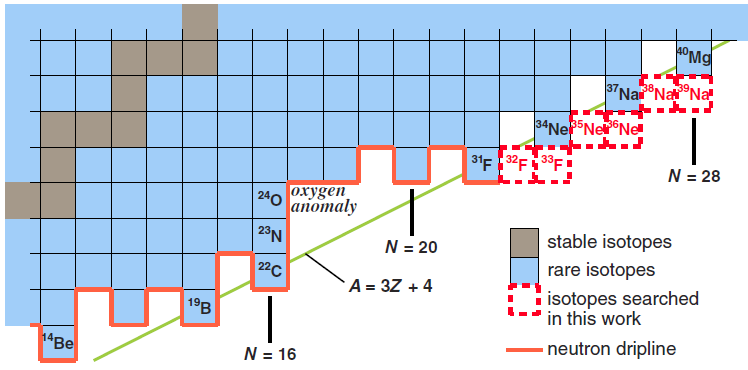 ⁴⁰Mg
³⁷Na ³⁸Na ³⁹Na
³⁴Ne ³⁵Ne ³⁶Ne
³¹F ³²F ³³F
N = 28
²⁴O oxygen
anomaly
²³N
N = 20
stable isotopes
²²C
rare isotopes
A = 3Z + 4
isotopes searched
in this work
¹⁹B
¹⁴Be
N = 16
neutron dripline